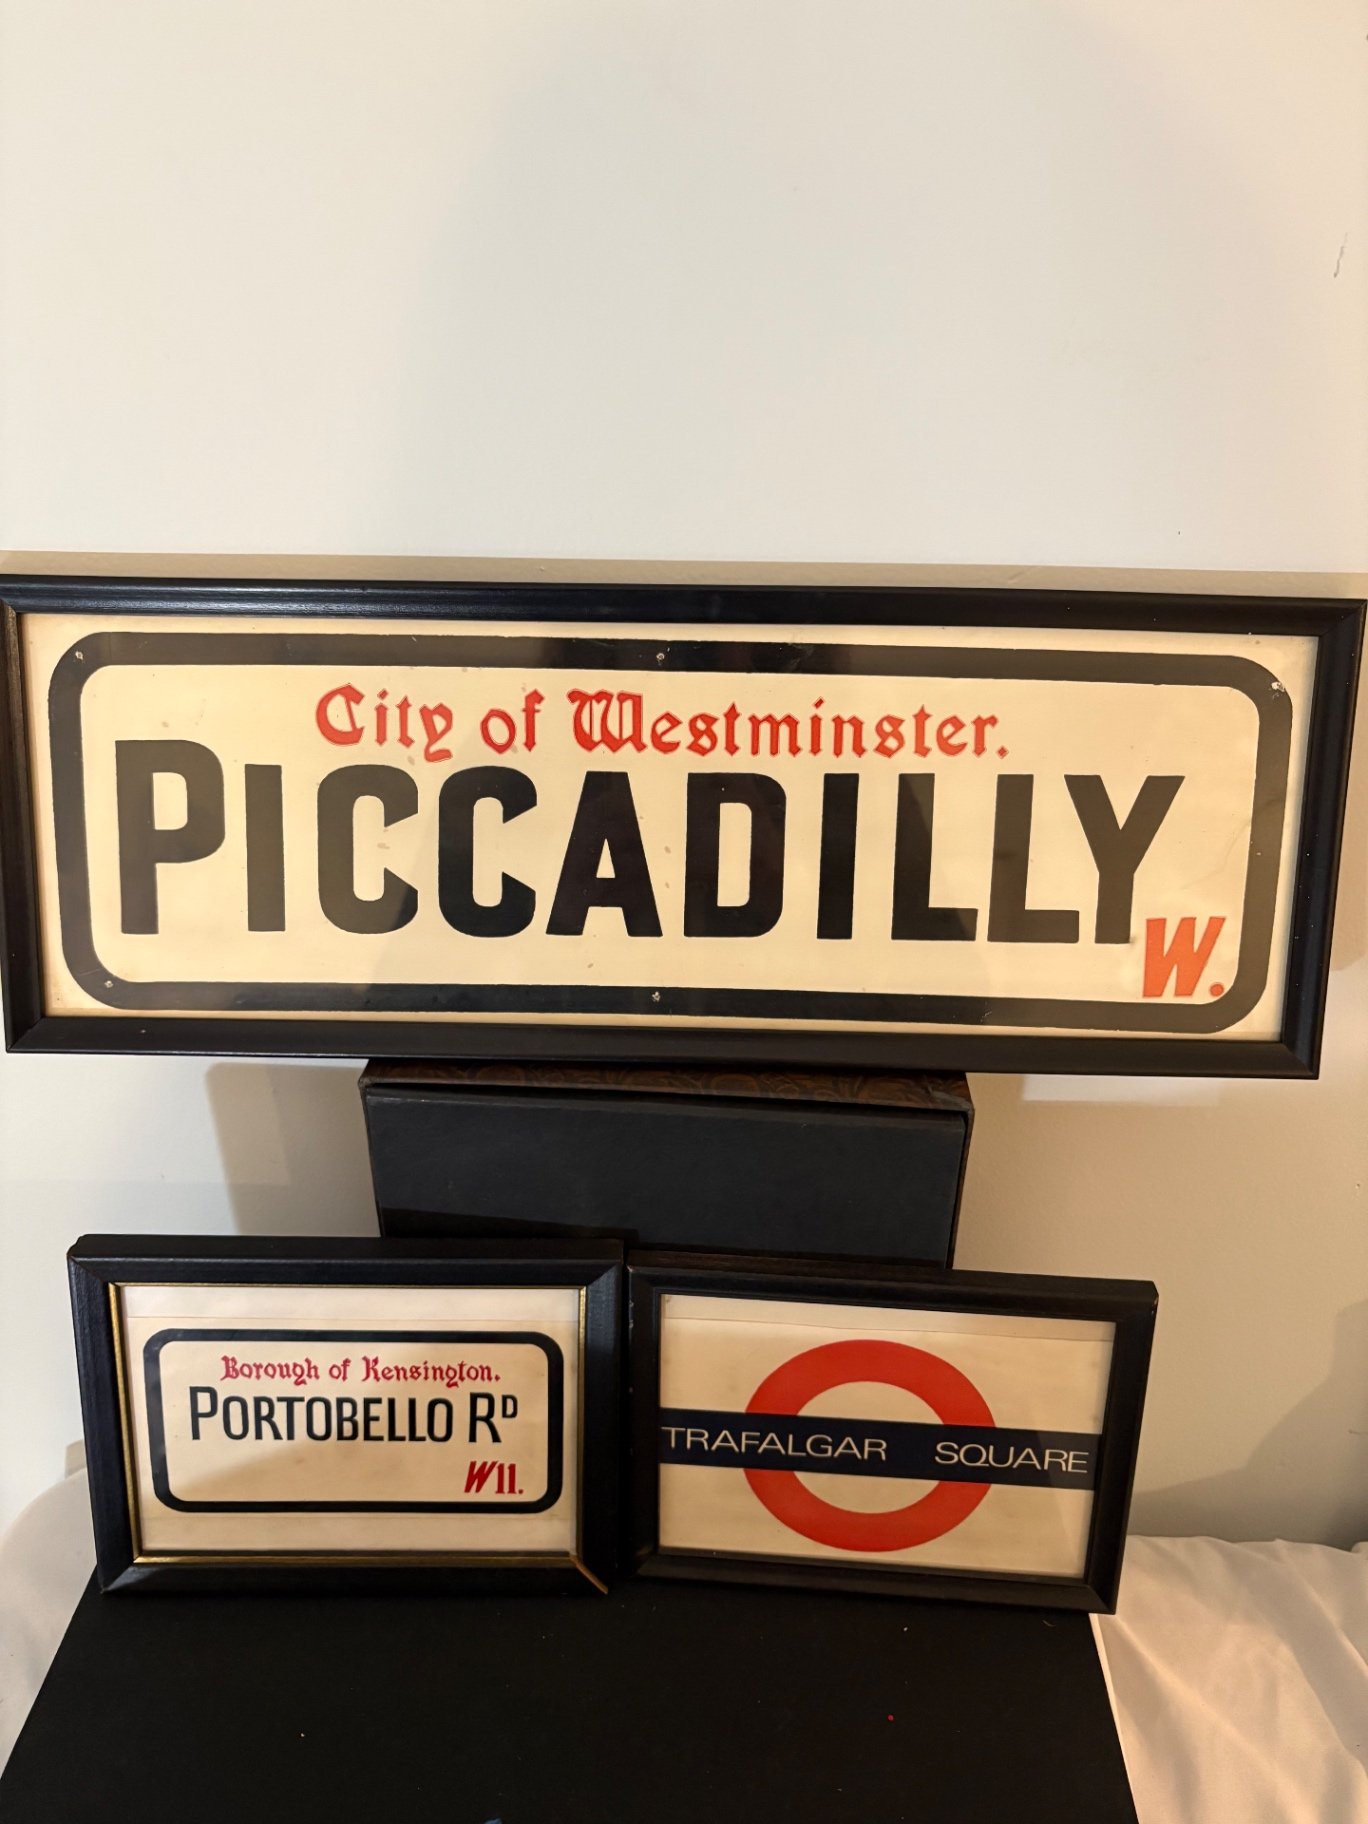 City of Westminster.
PICCADILLY
W.
Borough of Kensington.
PORTOBELLO RD
W11.
TRAFALGAR SQUARE